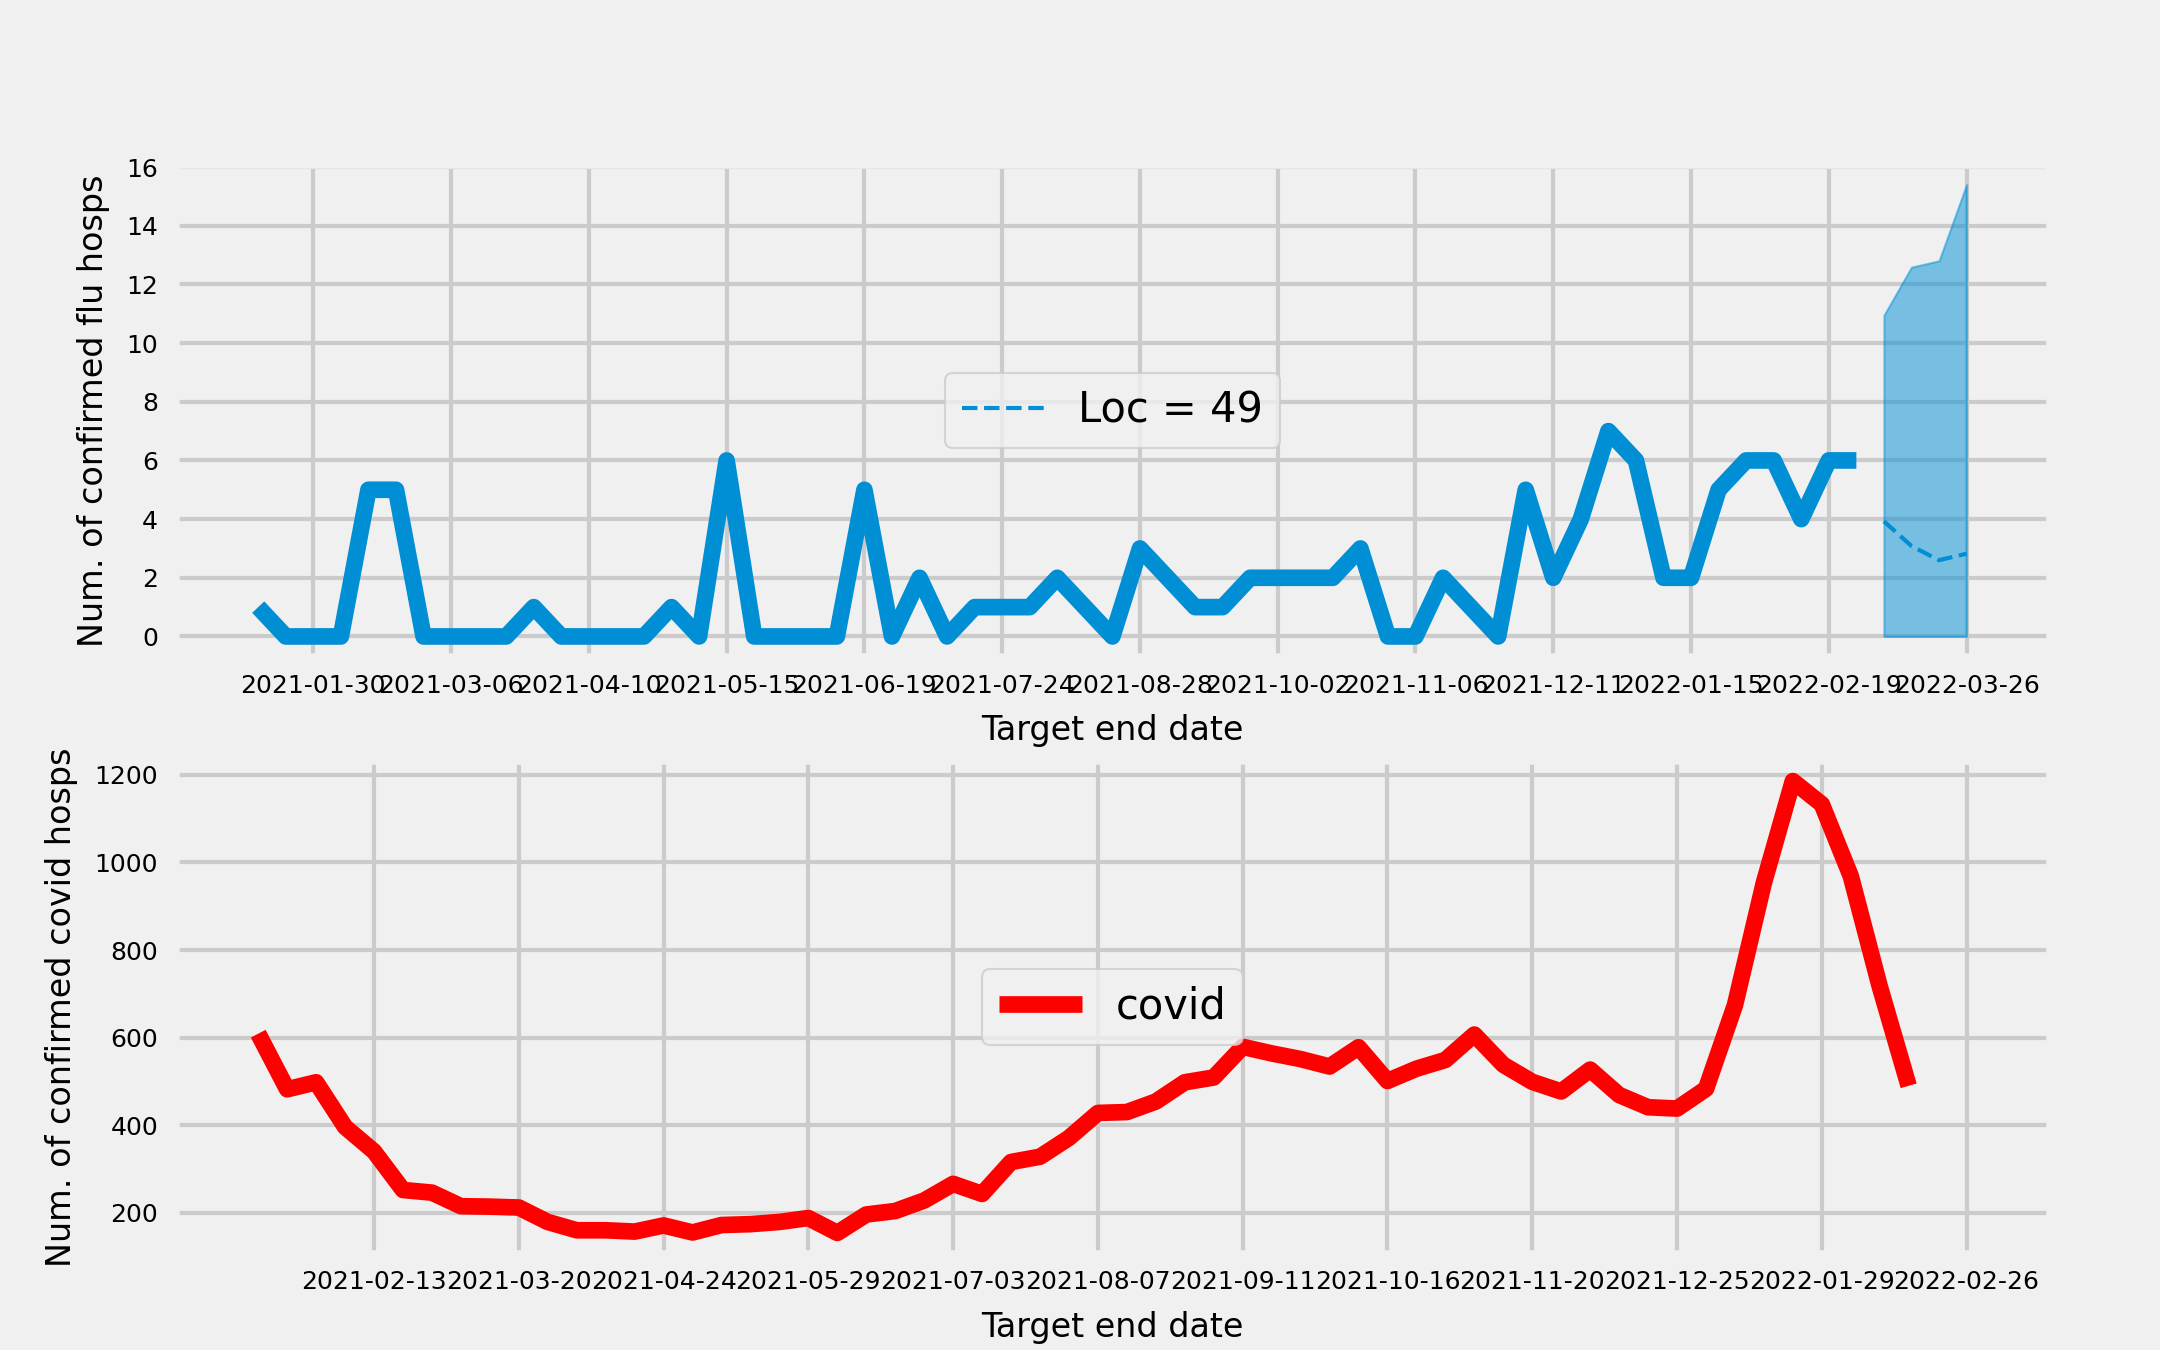 Num. of confirmed flu hosps
16
14
12
10
8
6
4
2
0
Loc = 49
2021-01-30 2021-03-06 2021-04-10 2021-05-15 2021-06-19 2021-07-24 2021-08-28 2021-10-02 2021-11-06 2021-12-11 2022-01-15 2022-02-19 2022-03-26
Target end date
Num. of confirmed covid hosps
1200
1000
800
600
400
200
covid
2021-02-13 2021-03-20 2021-04-24 2021-05-29 2021-07-03 2021-08-07 2021-09-11 2021-10-16 2021-11-20 2021-12-25 2022-01-29 2022-02-26
Target end date